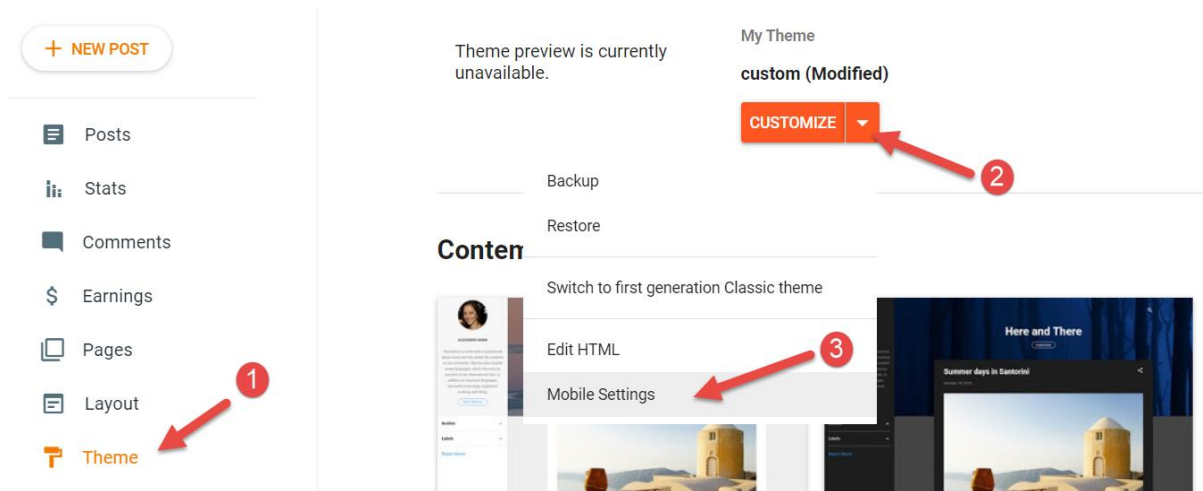 + NEW POST
Posts
Stats
Comments
$ Earnings
Pages
Layout
Theme
1
Theme preview is currently
unavailable.
My Theme
custom (Modified)
CUSTOMIZE
2
Backup
Restore
Switch to first generation Classic theme
Edit HTML
3
Mobile Settings
Conten
Here and There
Summer days in Santorini